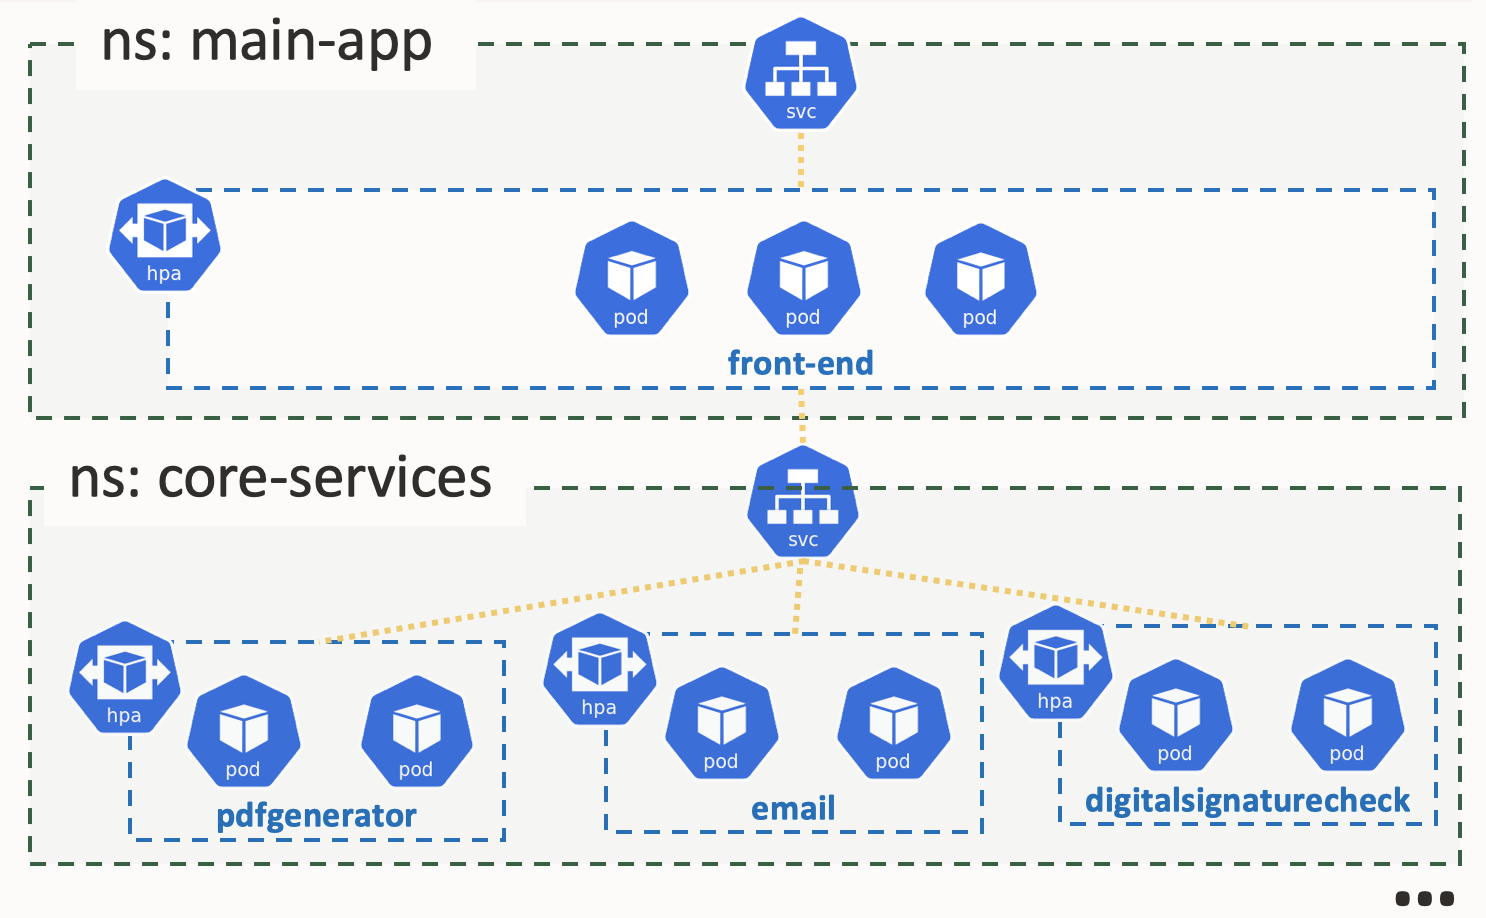 ns: main-app
svc
hpa
pod pod pod
front-end
ns: core-services
svc
hpa
pod pod
pdfgenerator
hpa
pod pod
email
hpa
pod pod
digitalsignaturecheck
...